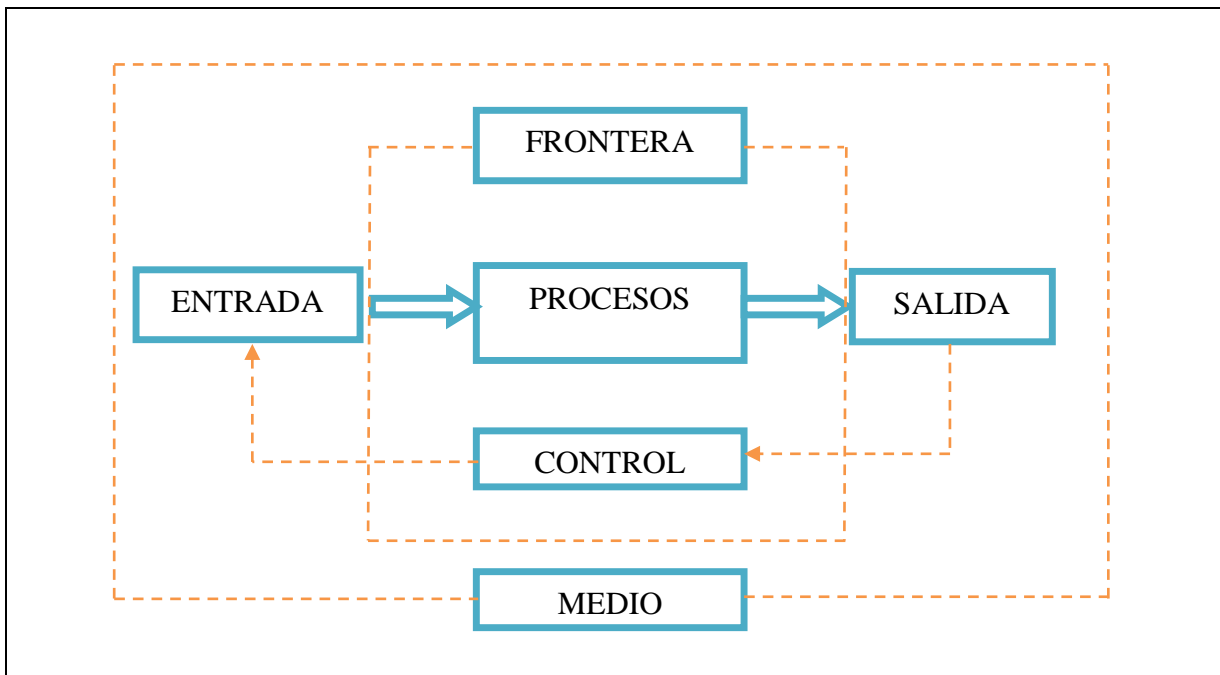 FRONTERA
ENTRADA
PROCESOS
SALIDA
CONTROL
MEDIO